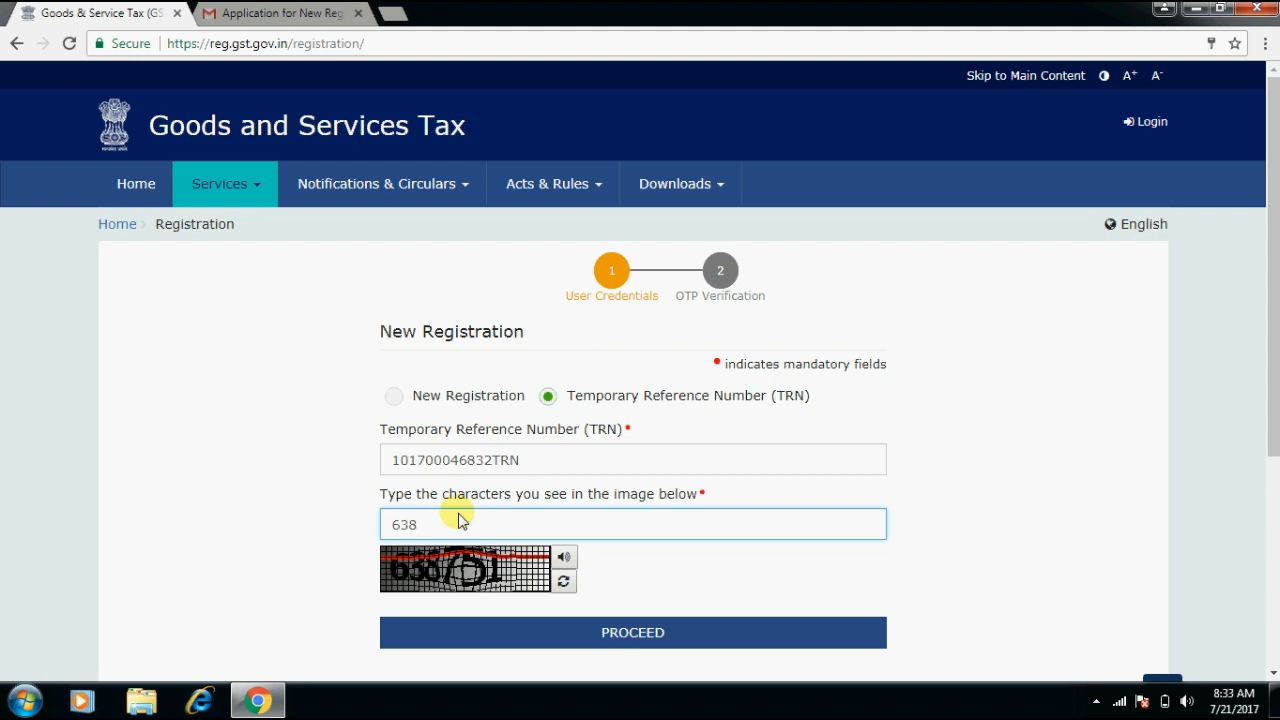 Goods & Service Tax (GS
Application for New Reg
Secure
https://reg.gst.gov.in/registration/
Skip to Main Content
A+
A-
Goods and Services Tax
Login
Home
Services
Notifications & Circulars
Acts & Rules
Downloads
Home
Registration
English
1
2
User Credentials
OTP Verification
New Registration
indicates mandatory fields
New Registration
Temporary Reference Number (TRN)
Temporary Reference Number (TRN)
101700046832TRN
Type the characters you see in the image below
638
PROCEED
8:33 AM
7/21/2017